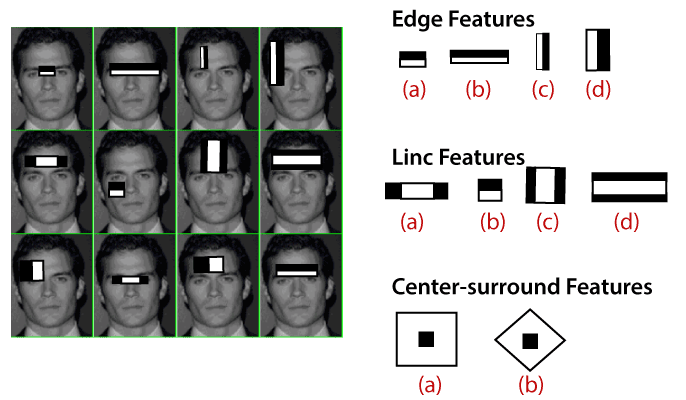 Edge Features
(a) (b) (c) (d)
Linc Features
(a) (b) (c) (d)
Center-surround Features
(a) (b)